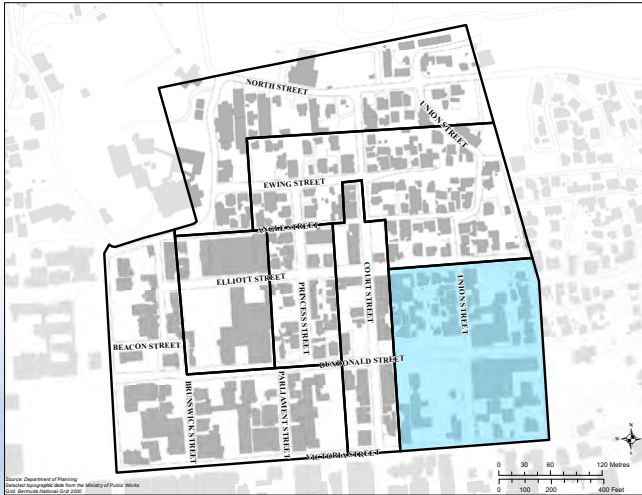 NORTH STREET
UNION STREET
EWING STREET
ANGLE STREET
ELLIOTT STREET
PRINCESS STREET
COURT STREET
UNION STREET
BEACON STREET
DUNDONALD STREET
BRUNSWICK STREET
PARLIAMENT STREET
VICTORIA STREET
N
W E
S
0 30 60 120 Metres
0 100 200 400 Feet
Source: Department of Planning
Selected topographic data from the Ministry of Public Works
Grid: Bermuda National Grid 2000